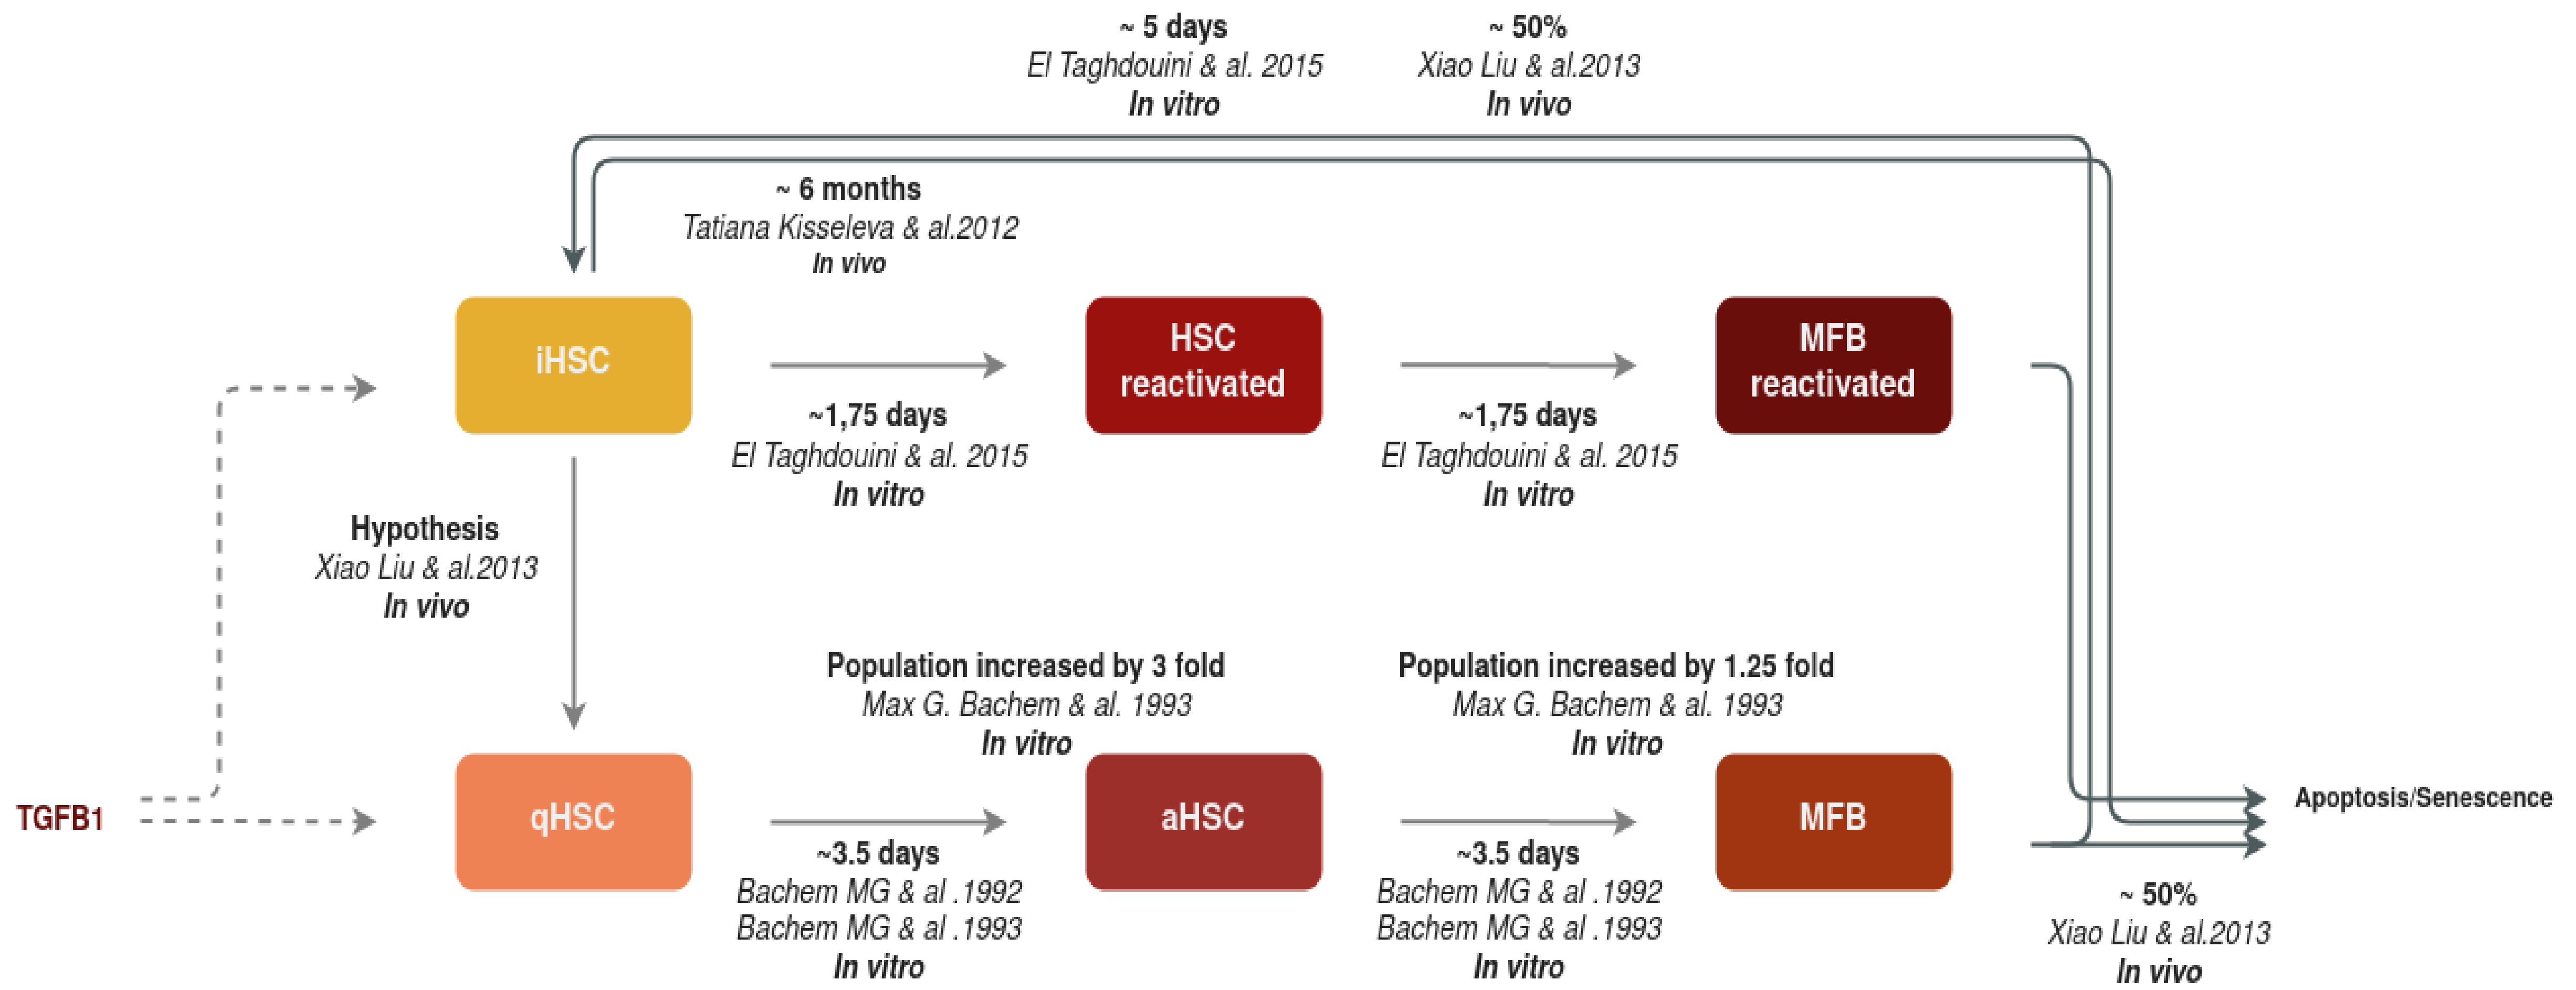 ~ 5 days
El Taghdouini & al. 2015
In vitro
~ 50%
Xiao Liu & al.2013
In vivo
~ 6 months
Tatiana Kisseleva & al.2012
In vivo
iHSC
HSC
reactivated
MFB
reactivated
~1,75 days
El Taghdouini & al. 2015
In vitro
~1,75 days
El Taghdouini & al. 2015
In vitro
Hypothesis
Xiao Liu & al.2013
In vivo
Population increased by 3 fold
Max G. Bachem & al. 1993
In vitro
Population increased by 1.25 fold
Max G. Bachem & al. 1993
In vitro
TGFB1
qHSC
aHSC
MFB
Apoptosis/Senescence
~3.5 days
Bachem MG & al .1992
Bachem MG & al .1993
In vitro
~3.5 days
Bachem MG & al .1992
Bachem MG & al .1993
In vitro
~ 50%
Xiao Liu & al.2013
In vivo